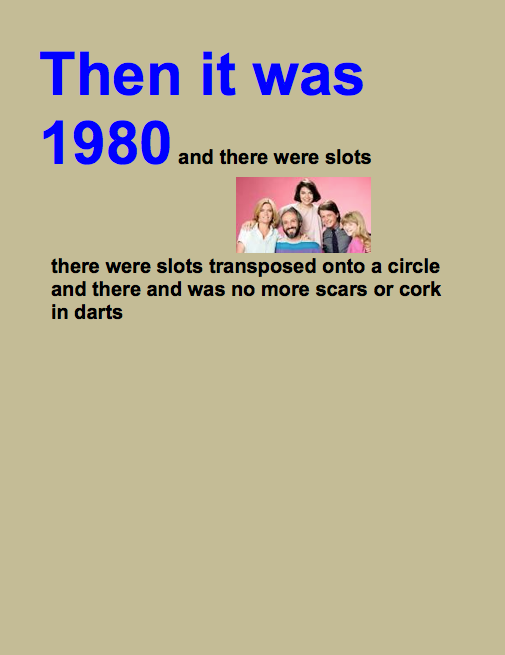 Then it was
1980 and there were slots
there were slots transposed onto a circle
and there and was no more scars or cork
in darts